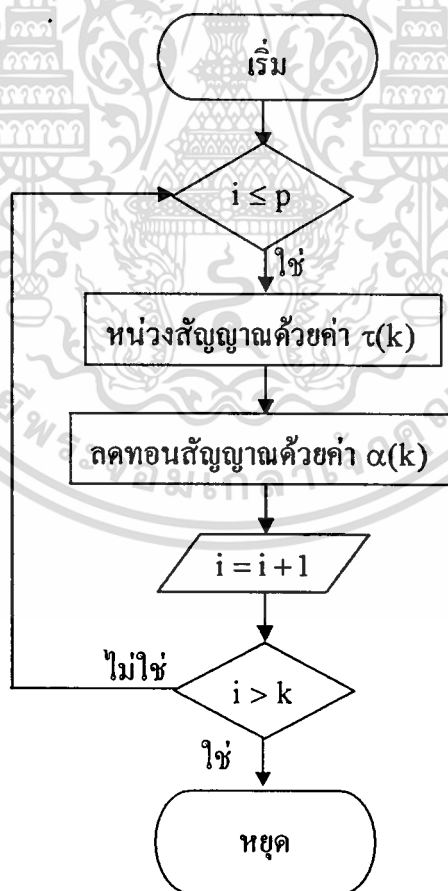 เริ่ม
i ≤ p
ใช่
หน่วงสัญญาณด้วยค่า τ(k)
ลดทอนสัญญาณด้วยค่า α(k)
i = i + 1
ไม่ใช่
i > k
ใช่
หยุด